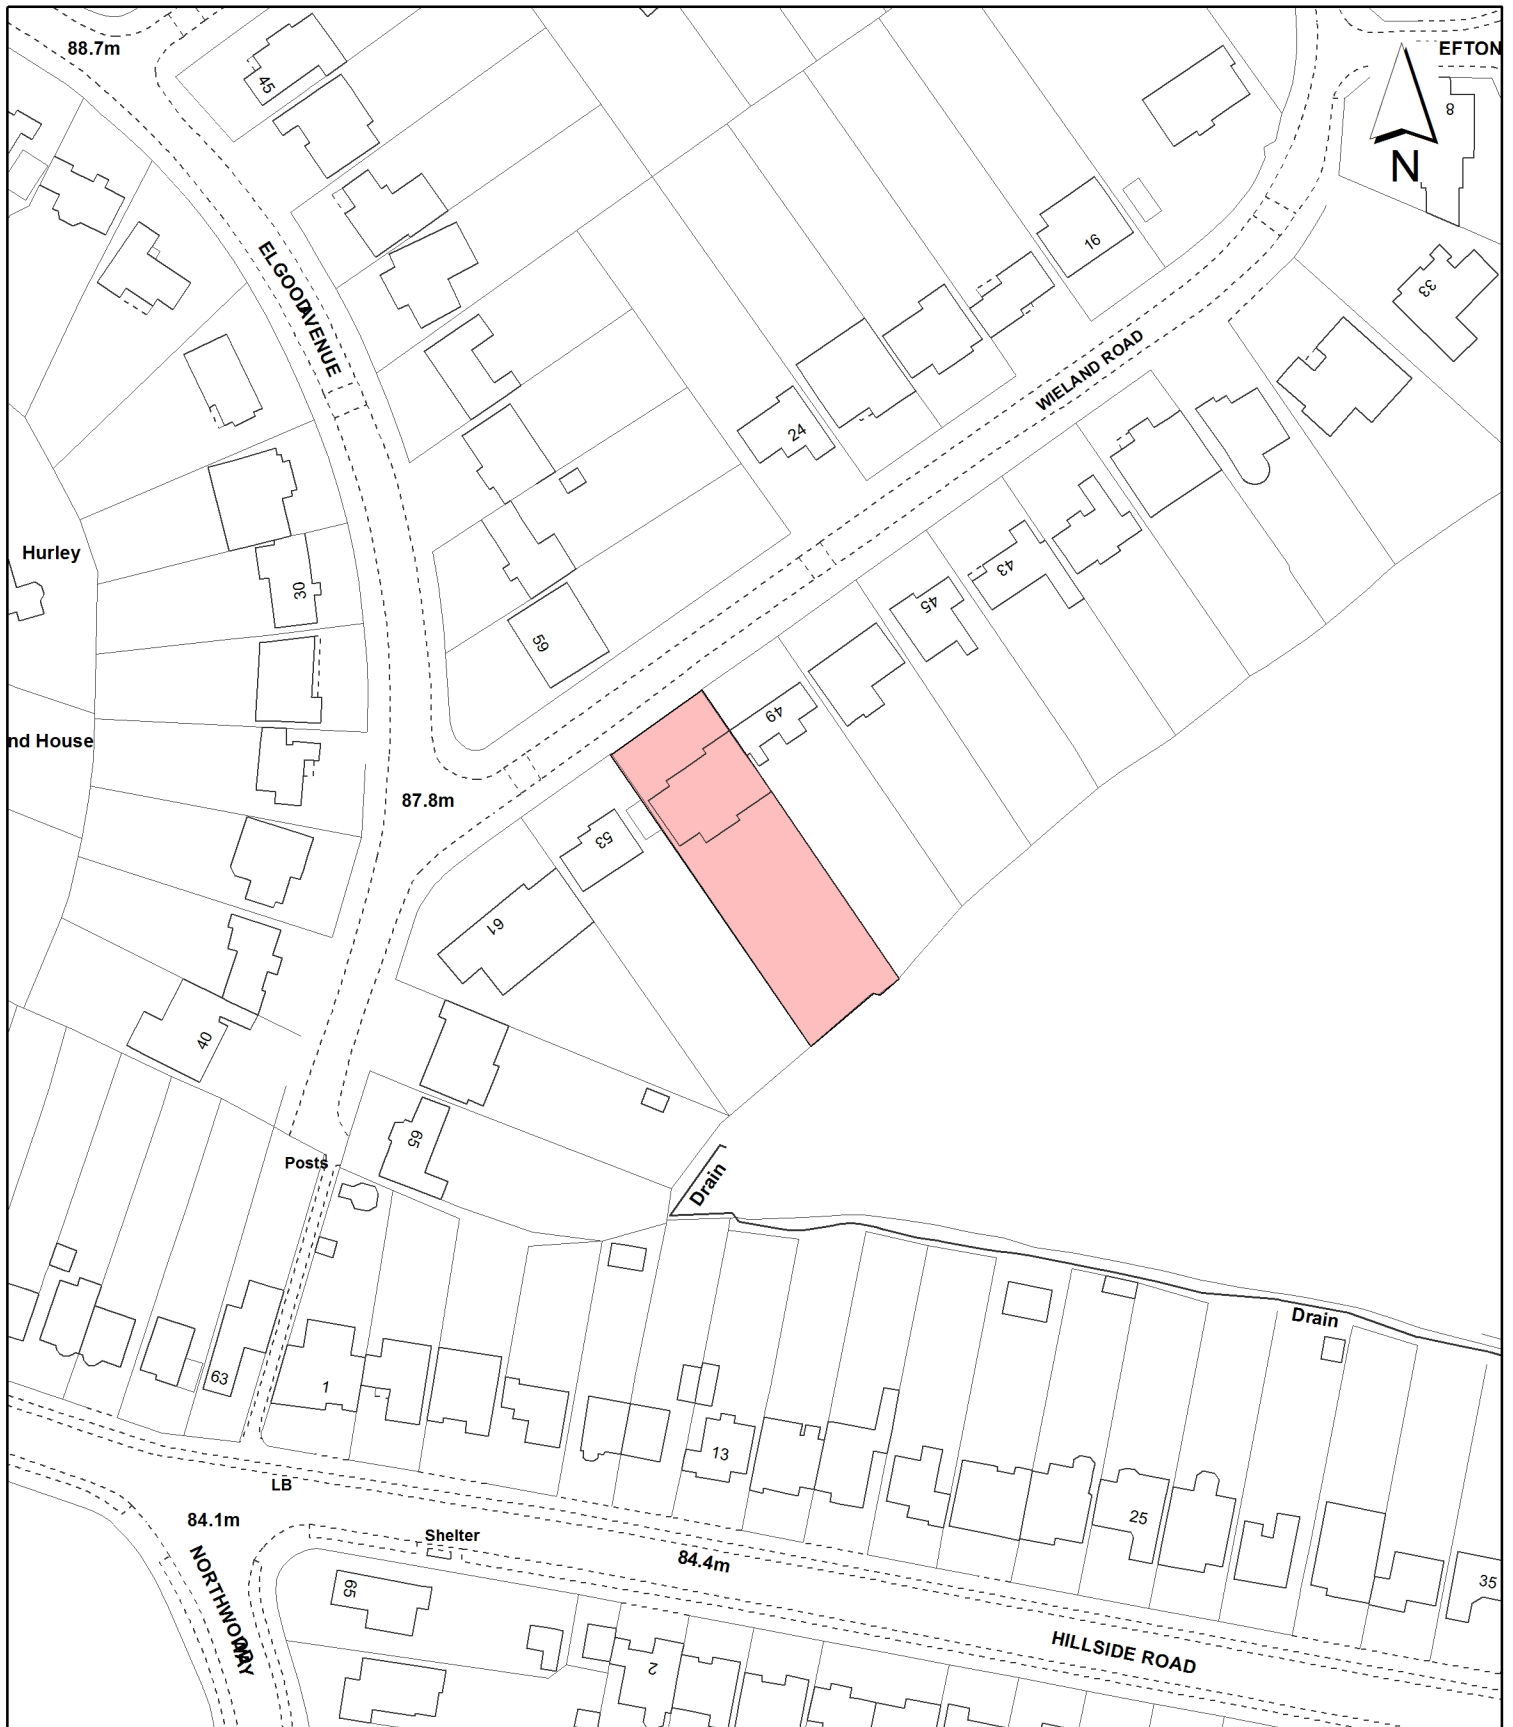 88.7m
EFTON
45
8
N
16
33
ELGOOD AVENUE
WIELAND ROAD
24
Hurley
43
45
30
59
49
nd House
87.8m
53
61
40
65
Posts
Drain
Drain
63
1
13
25
LB
84.1m
Shelter
84.4m
35
65
NORTHWOOD WAY
HILLSIDE ROAD
2